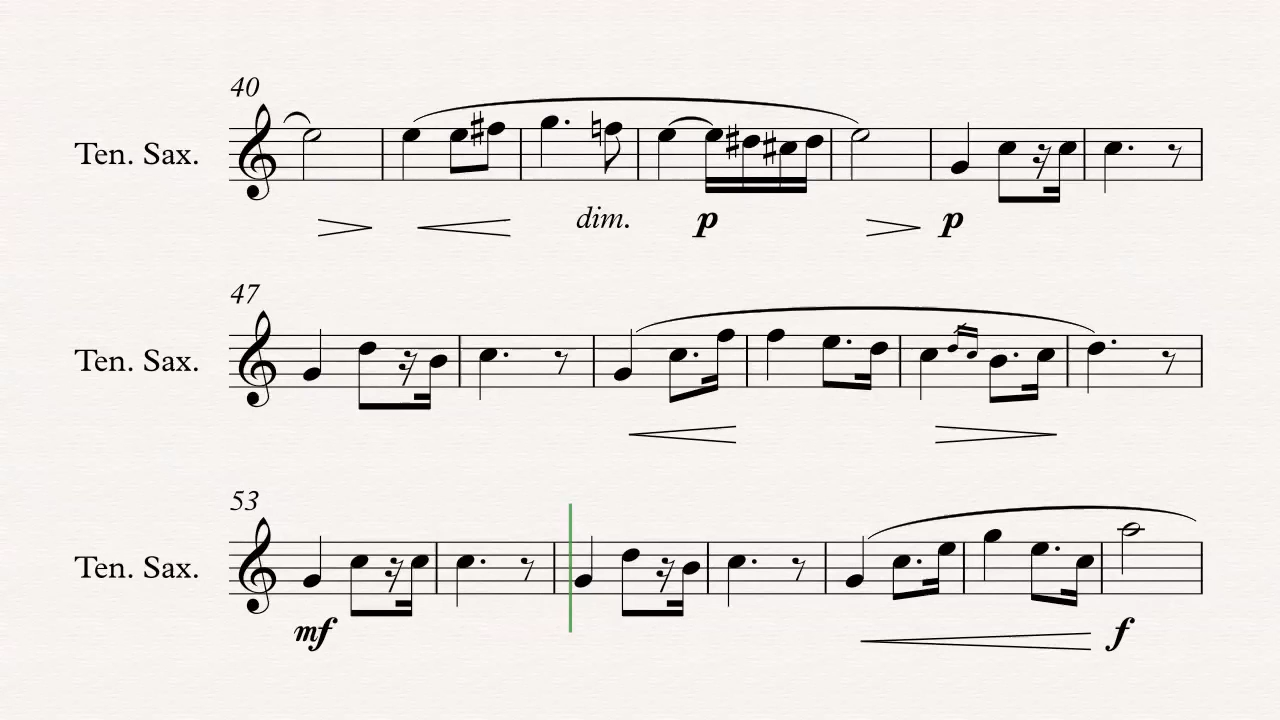 40
Ten. Sax.
dim. p p
47
Ten. Sax.
53
Ten. Sax.
mf f